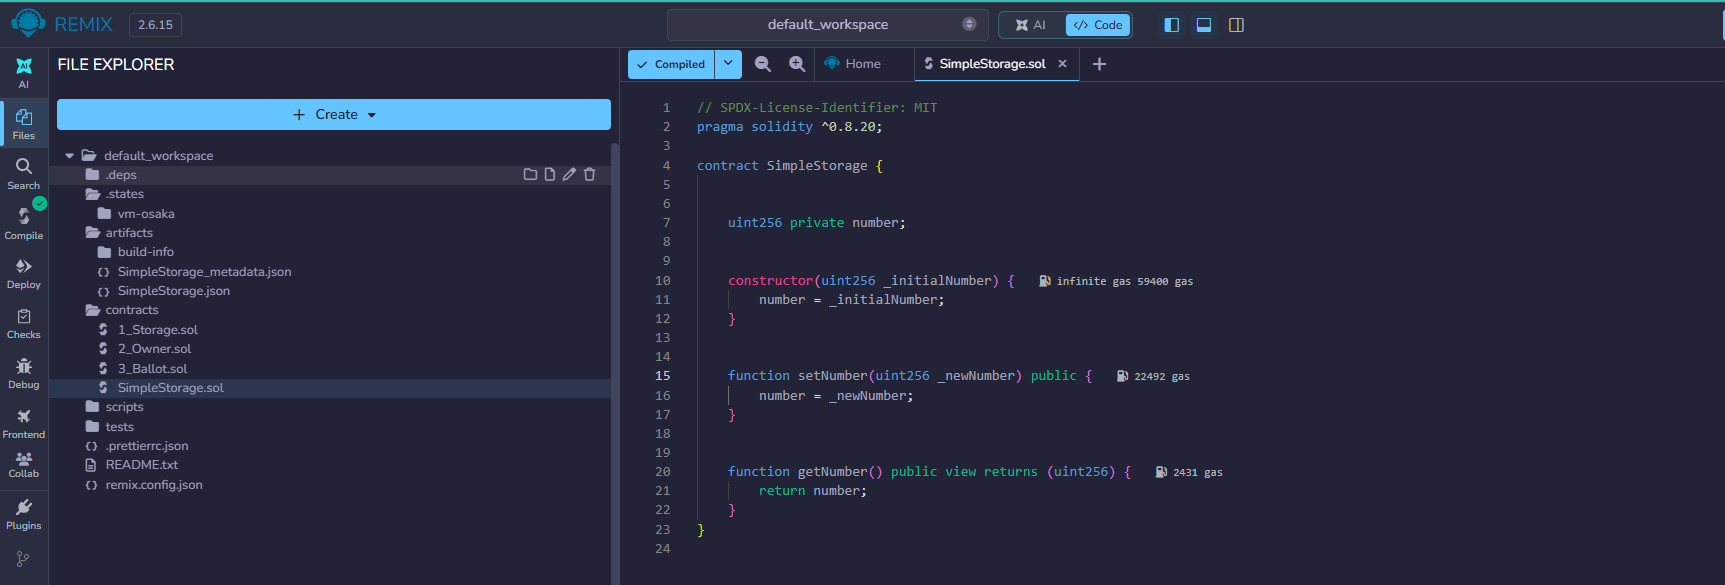 REMIX
2.6.15
default_workspace
AI
Code
AI
Files
Search
Compile
Deploy
Checks
Debug
Frontend
Collab
Plugins
FILE EXPLORER
+ Create
default_workspace
.deps
.states
vm-osaka
artifacts
build-info
{} SimpleStorage_metadata.json
{} SimpleStorage.json
contracts
1_Storage.sol
2_Owner.sol
3_Ballot.sol
SimpleStorage.sol
scripts
tests
{} .prettierrc.json
README.txt
{} remix.config.json
Compiled
Home
SimpleStorage.sol
1 // SPDX-License-Identifier: MIT
2 pragma solidity ^0.8.20;
3
4 contract SimpleStorage {
5
6
7 uint256 private number;
8
9
10 constructor(uint256 _initialNumber) { infinite gas 59400 gas
11 number = _initialNumber;
12 }
13
14
15 function setNumber(uint256 _newNumber) public { 22492 gas
16 number = _newNumber;
17 }
18
19
20 function getNumber() public view returns (uint256) { 2431 gas
21 return number;
22 }
23 }
24